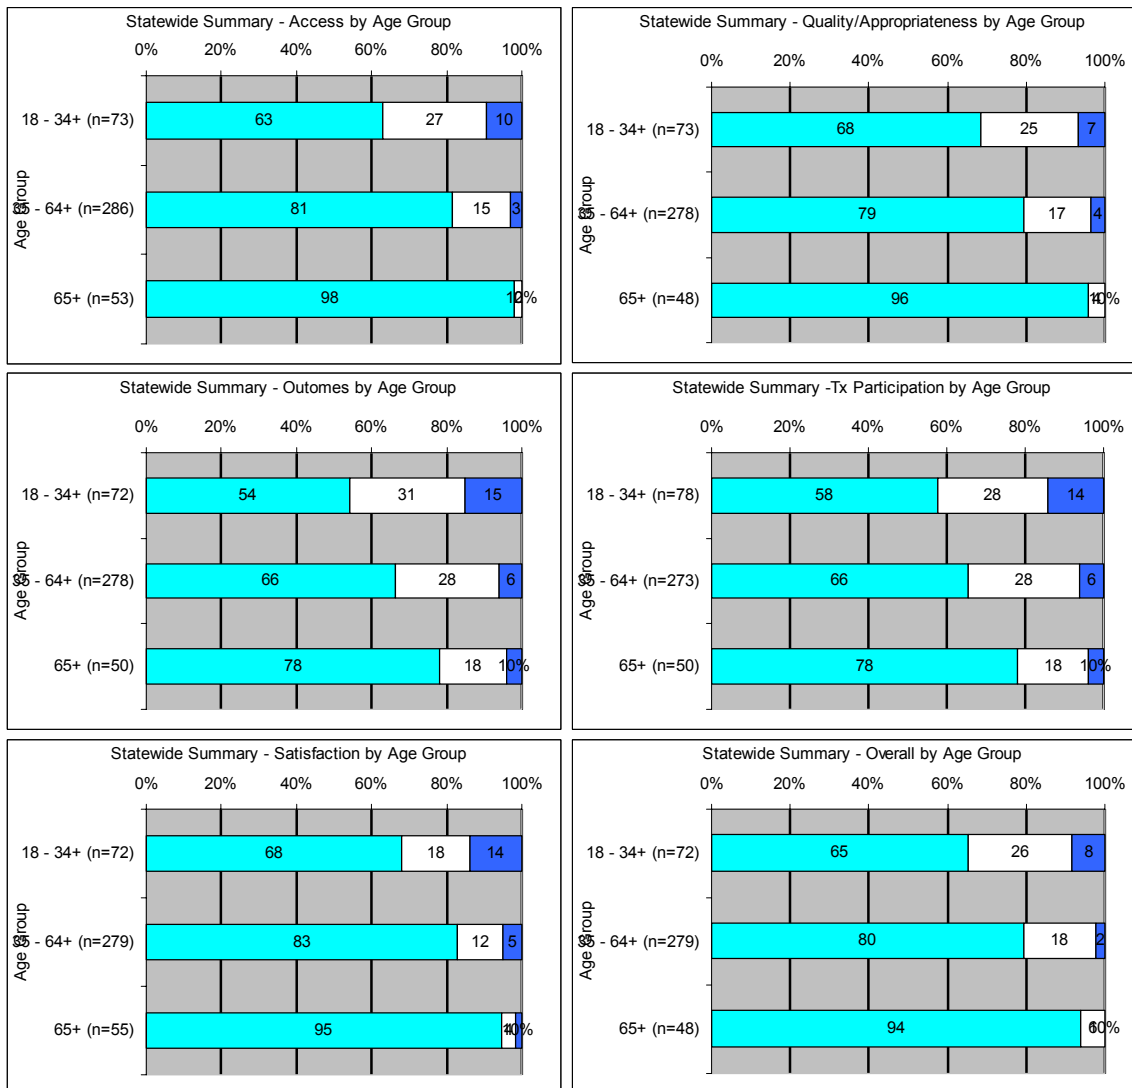 Statewide Summary - Access by Age Group
0% 20% 40% 60% 80% 100%
18 - 34+ (n=73) 63 27 10
35 - 64+ (n=286) 81 15 3
65+ (n=53) 98
Age Group
Statewide Summary - Quality/Appropriateness by Age Group
0% 20% 40% 60% 80% 100%
18 - 34+ (n=73) 68 25 7
35 - 64+ (n=278) 79 17 4
65+ (n=48) 96 4
Age Group
Statewide Summary - Outomes by Age Group
0% 20% 40% 60% 80% 100%
18 - 34+ (n=72) 54 31 15
35 - 64+ (n=278) 66 28 6
65+ (n=50) 78 18 10%
Age Group
Statewide Summary -Tx Participation by Age Group
0% 20% 40% 60% 80% 100%
18 - 34+ (n=78) 58 28 14
35 - 64+ (n=273) 66 28 6
65+ (n=50) 78 18 10%
Age Group
Statewide Summary - Satisfaction by Age Group
0% 20% 40% 60% 80% 100%
18 - 34+ (n=72) 68 18 14
35 - 64+ (n=279) 83 12 5
65+ (n=55) 95 4
Age Group
Statewide Summary - Overall by Age Group
0% 20% 40% 60% 80% 100%
18 - 34+ (n=72) 65 26 8
35 - 64+ (n=279) 80 18 2
65+ (n=48) 94 6
Age Group